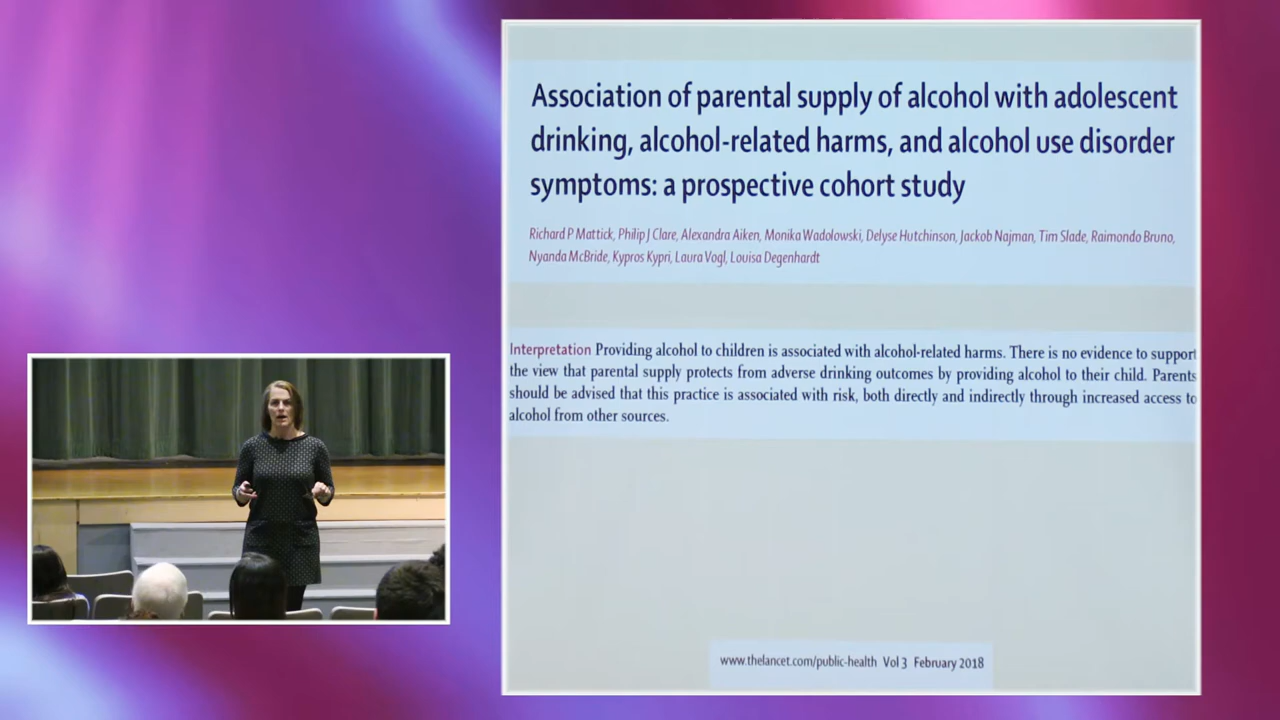 Association of parental supply of alcohol with adolescent
drinking, alcohol-related harms, and alcohol use disorder
symptoms: a prospective cohort study
Richard P Mattick, Philip J Clare, Alexandra Aiken, Monika Wadolowski, Delyse Hutchinson, Jackob Najman, Tim Slade, Raimondo Bruno,
Nyanda McBride, Kypros Kypri, Laura Vogl, Louisa Degenhardt
Interpretation Providing alcohol to children is associated with alcohol-related harms. There is no evidence to support
the view that parental supply protects from adverse drinking outcomes by providing alcohol to their child. Parents
should be advised that this practice is associated with risk, both directly and indirectly through increased access to
alcohol from other sources.
www.thelancet.com/public-health Vol 3 February 2018